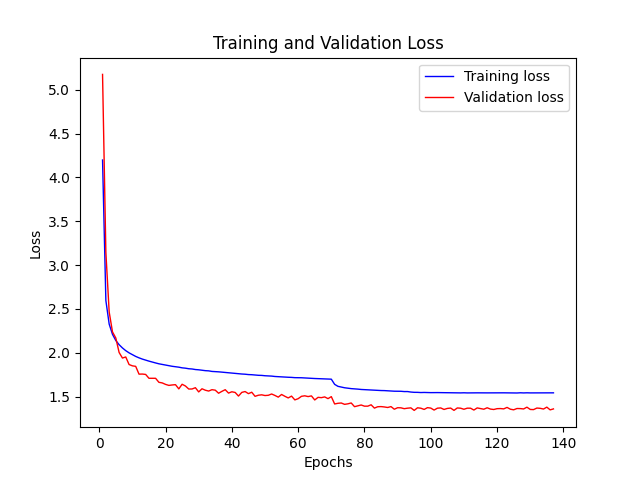 Training and Validation Loss
Training loss
Validation loss
5.0
4.5
4.0
3.5
3.0
2.5
2.0
1.5
Loss
0 20 40 60 80 100 120 140
Epochs